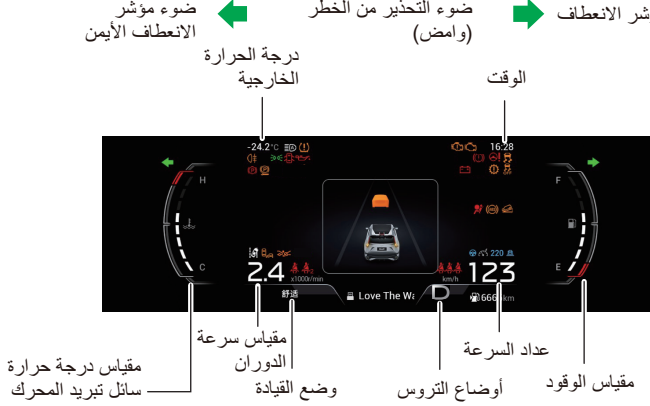 شر الانعطاف
ضوء التحذير من الخطر
(وامض)
ضوء مؤشر
الانعطاف الأيمن
درجة الحرارة
الخارجية
الوقت
-24.2°C
16:28
H
F
C
E
220
2.4
x1000r/min
123
km/h
舒适
Love The Wa
D
666km
مقياس درجة حرارة
سائل تبريد المحرك
مقياس سرعة
الدوران
وضع القيادة
أوضاع التروس
عداد السرعة
مقياس الوقود